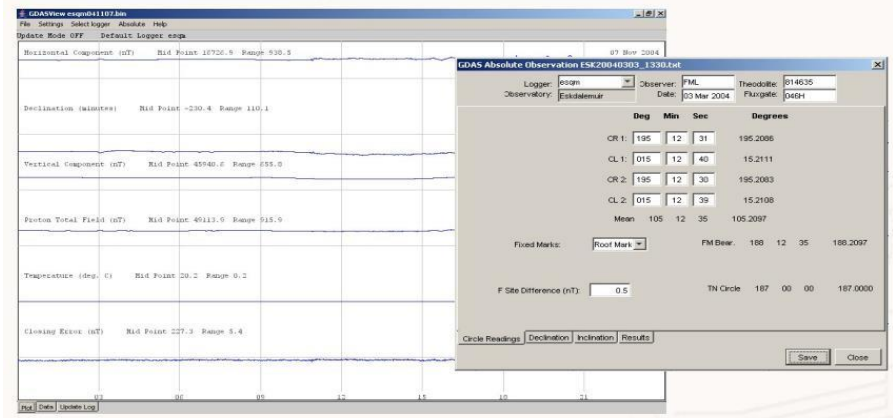 GDASView esqm041107.bin
File Settings Select logger Absolute Help
Update Mode OFF Default Logger esqm
Horizontal Component (nT) Mid Point 16726.9 Range 938.5
07 Nov 2004
Declination (minutes) Mid Point -230.4 Range 110.1
Vertical Component (nT) Mid Point 45940.6 Range 655.0
Proton Total Field (nT) Mid Point 49113.9 Range 515.9
Temperature (deg. C) Mid Point 20.2 Range 0.2
Closing Error (nT) Mid Point 227.3 Range 5.4
03 06 09 12 15 18 21
Plot Data Update Log
GDAS Absolute Observation ESK20040303_1330.txt
Logger: esqm Observer: FML Theodolite: 814635
Observatory: Eskdalemuir Date: 03 Mar 2004 Fluxgate: 046H
Deg Min Sec Degrees
CR 1: 195 12 31 195.2086
CL 1: 015 12 40 15.2111
CR 2: 195 12 30 195.2083
CL 2: 015 12 39 15.2108
Mean 105 12 35 105.2097
Fixed Marks: Roof Mark FM Bear. 188 12 35 188.2097
F Site Difference (nT): 0.5 TN Circle 187 00 00 187.0000
Circle Readings Declination Inclination Results
Save Close